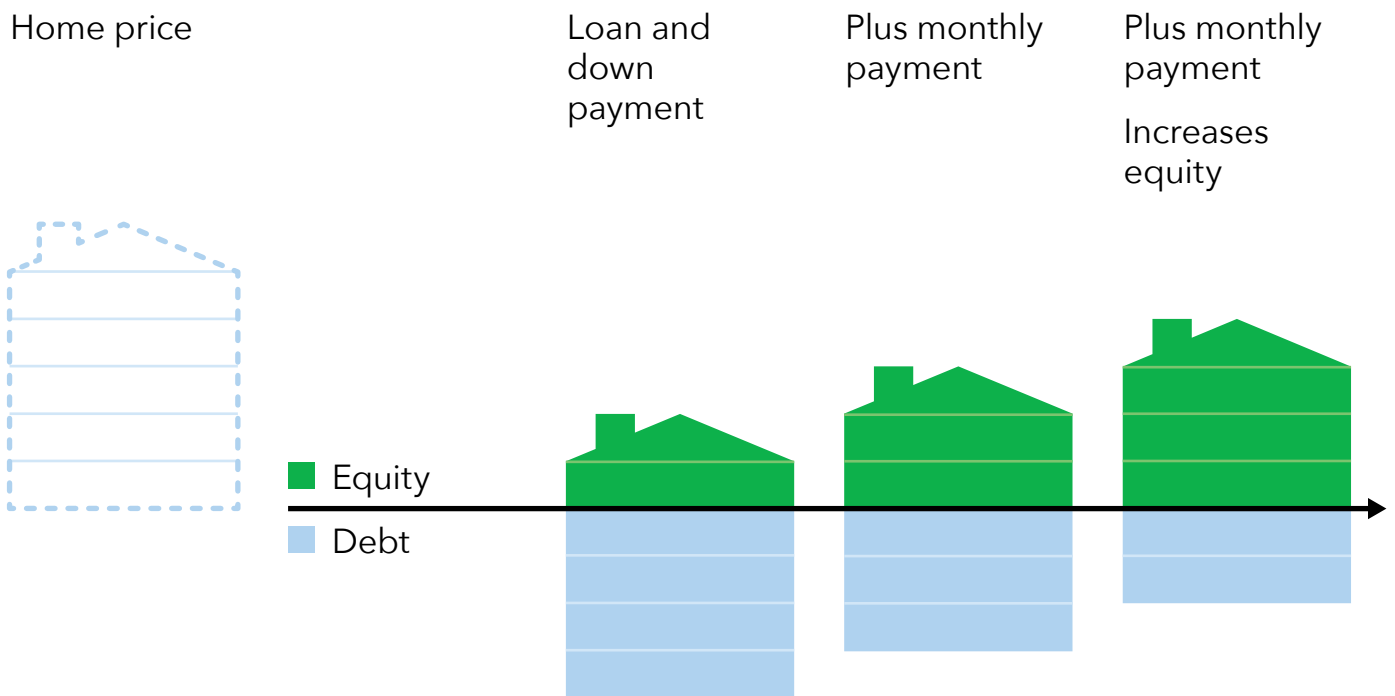 Home price
Loan and
down
payment
Plus monthly
payment
Plus monthly
payment
Increases
equity
Equity
Debt